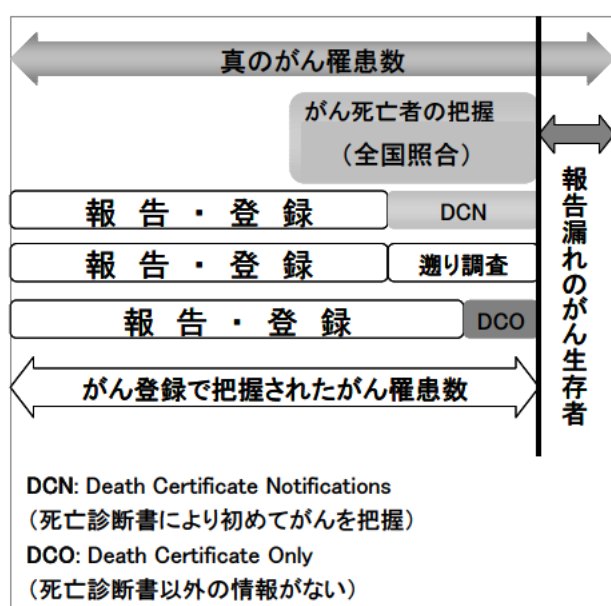 真のがん罹患数
がん死亡者の把握
（全国照合）
報告漏れのがん生存者
報 告 ・ 登 録
DCN
報 告 ・ 登 録
遡り調査
報 告 ・ 登 録
DCO
がん登録で把握されたがん罹患数
DCN: Death Certificate Notifications
（死亡診断書により初めてがんを把握）
DCO: Death Certificate Only
（死亡診断書以外の情報がない）